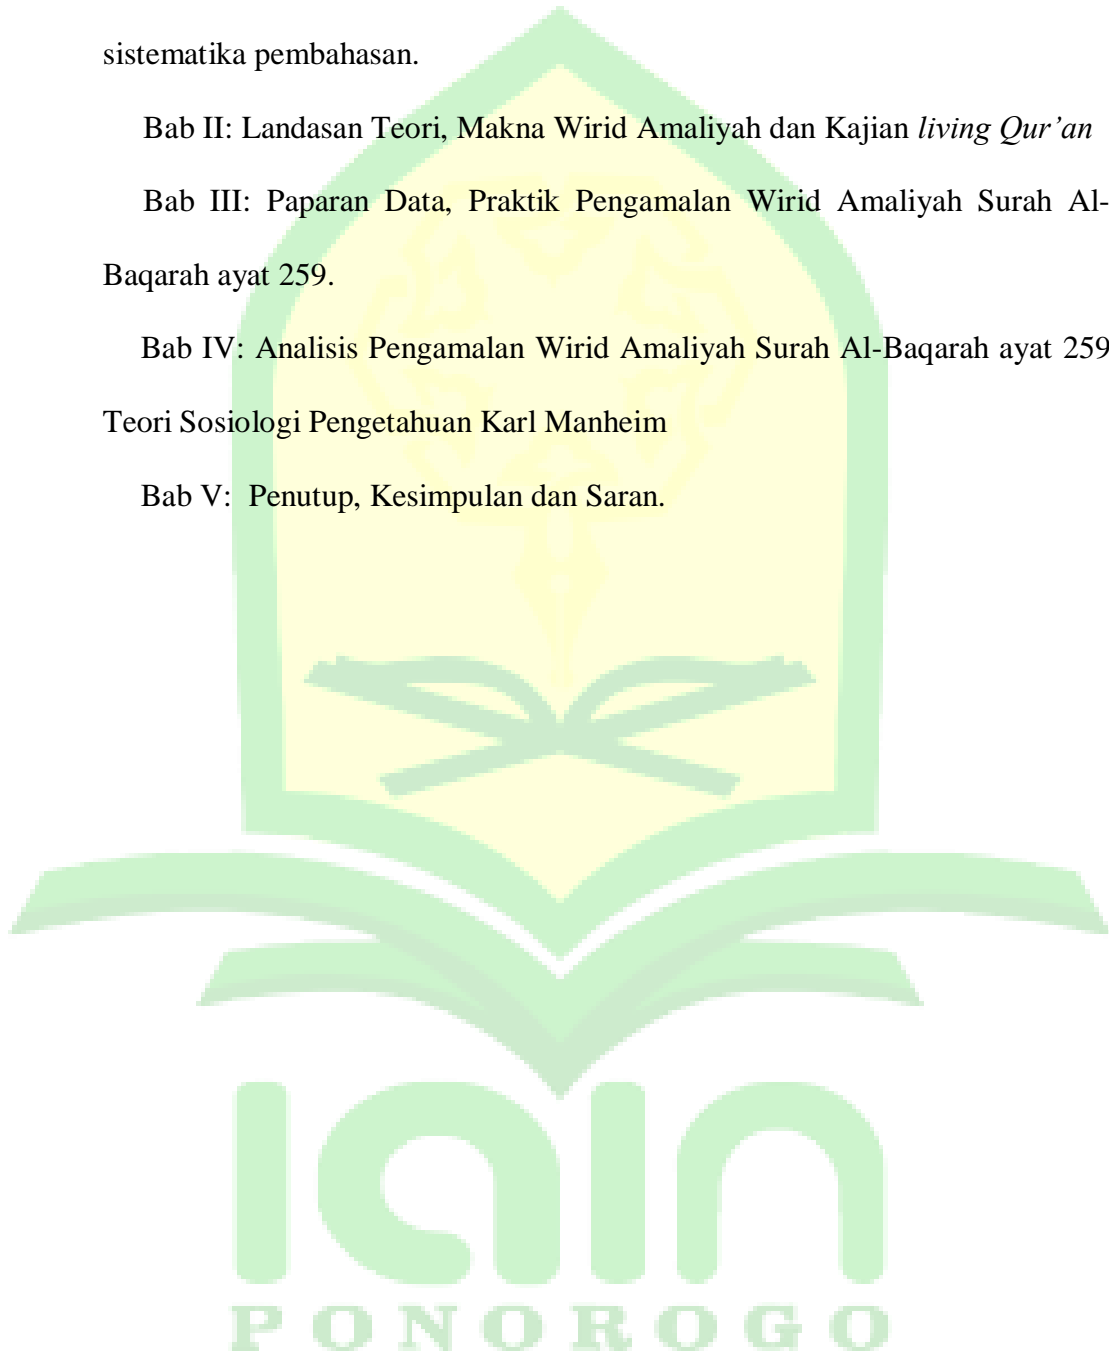 sistematika pembahasan.
Bab II: Landasan Teori, Makna Wirid Amaliyah dan Kajian living Qur’an
Bab III: Paparan Data, Praktik Pengamalan Wirid Amaliyah Surah Al-
Baqarah ayat 259.
Bab IV: Analisis Pengamalan Wirid Amaliyah Surah Al-Baqarah ayat 259
Teori Sosiologi Pengetahuan Karl Manheim
Bab V: Penutup, Kesimpulan dan Saran.
iain
PONOROGO